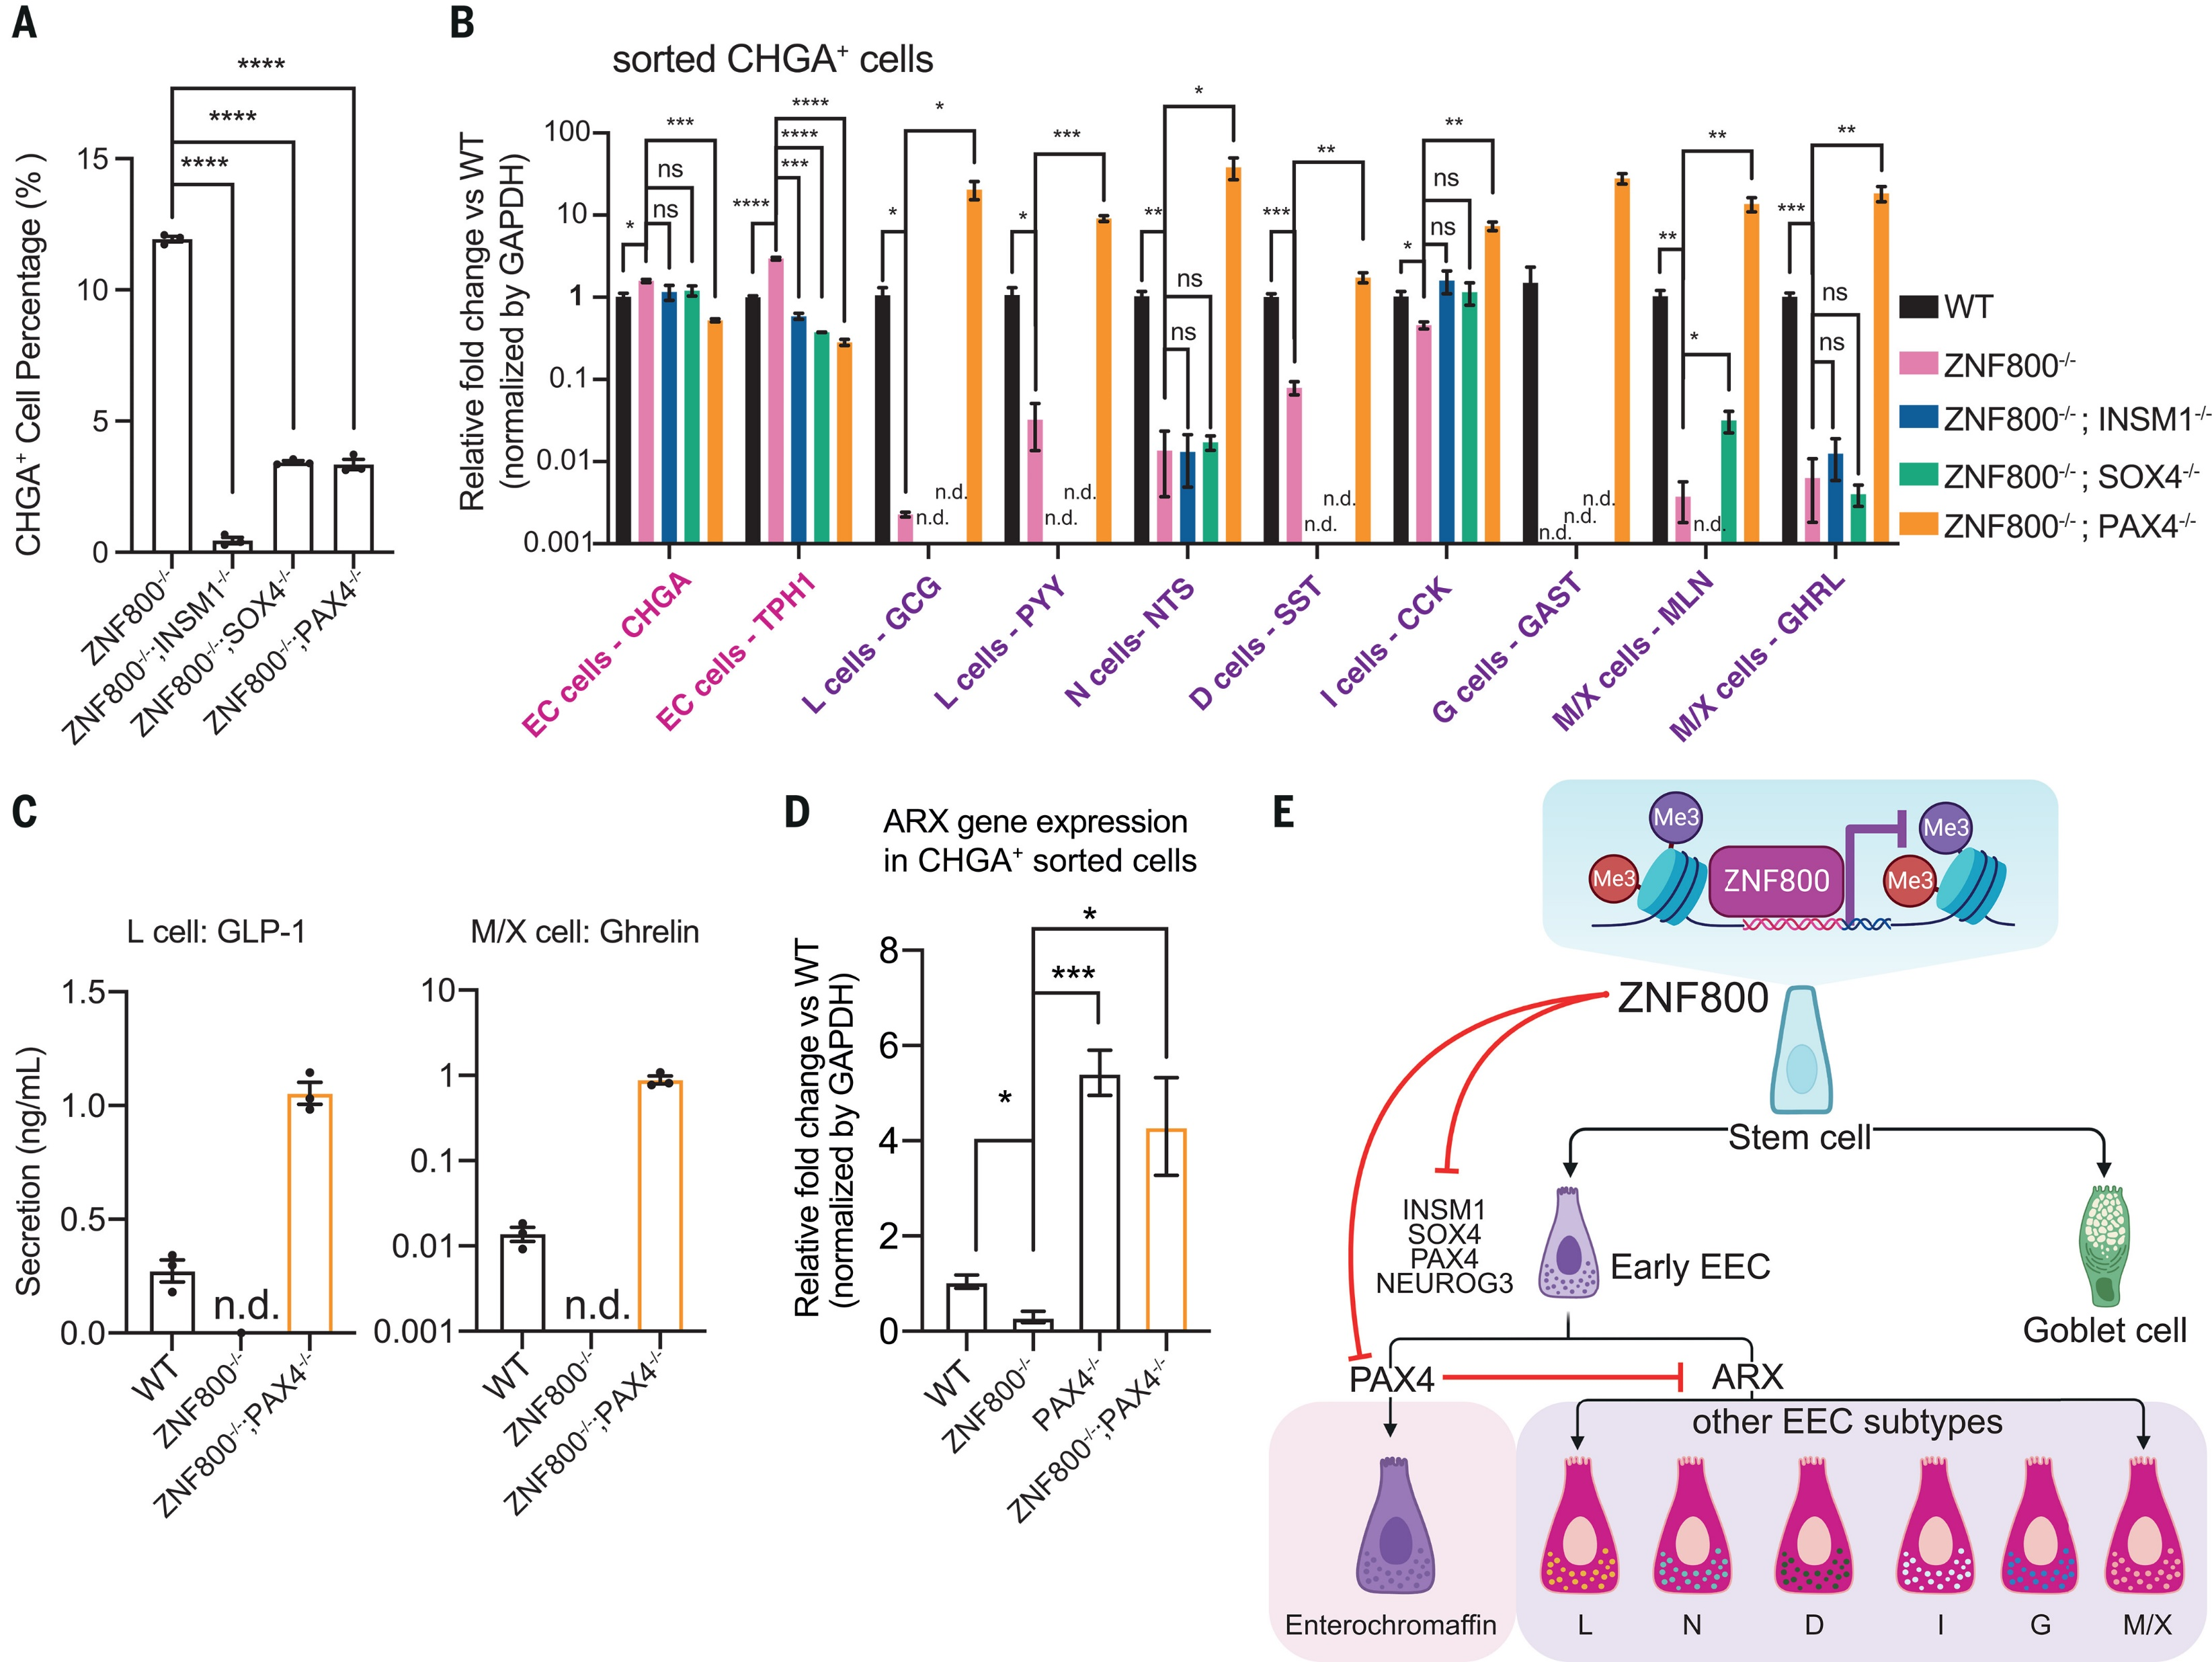 A
****
****
****
CHGA+ Cell Percentage (%)
15
10
5
0
ZNF800-/-
ZNF800-/-;INSM1-/-
ZNF800-/-;SOX4-/-
ZNF800-/-;PAX4-/-
B
sorted CHGA+ cells
Relative fold change vs WT
(normalized by GAPDH)
100
10
1
0.1
0.01
0.001
*
ns
ns
***
****
***
****
****
*
*
n.d.
n.d.
*
***
n.d.
n.d.
**
ns
ns
*
***
**
n.d.
n.d.
*
ns
ns
**
n.d.
n.d.
n.d.
**
*
**
n.d.
***
ns
ns
**
EC cells - CHGA
EC cells - TPH1
L cells - GCG
L cells - PYY
N cells- NTS
D cells - SST
I cells - CCK
G cells - GAST
M/X cells - MLN
M/X cells - GHRL
WT
ZNF800-/-
ZNF800-/-; INSM1-/-
ZNF800-/-; SOX4-/-
ZNF800-/-; PAX4-/-
C
L cell: GLP-1
Secretion (ng/mL)
1.5
1.0
0.5
0.0
n.d.
WT
ZNF800-/-
ZNF800-/-;PAX4-/-
M/X cell: Ghrelin
10
1
0.1
0.01
0.001
n.d.
WT
ZNF800-/-
ZNF800-/-;PAX4-/-
D
ARX gene expression
in CHGA+ sorted cells
Relative fold change vs WT
(normalized by GAPDH)
8
6
4
2
0
*
***
*
WT
ZNF800-/-
PAX4-/-
ZNF800-/-;PAX4-/-
E
Me3
Me3
ZNF800
Me3
Me3
ZNF800
Stem cell
INSM1
SOX4
PAX4
NEUROG3
Early EEC
Goblet cell
PAX4
ARX
other EEC subtypes
Enterochromaffin
L
N
D
I
G
M/X